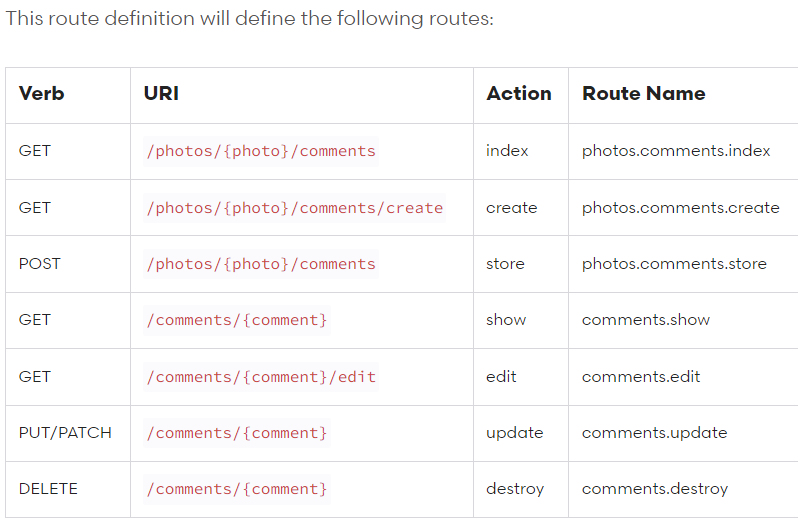 This route definition will define the following routes:
Verb URI Action Route Name
GET /photos/{photo}/comments index photos.comments.index
GET /photos/{photo}/comments/create create photos.comments.create
POST /photos/{photo}/comments store photos.comments.store
GET /comments/{comment} show comments.show
GET /comments/{comment}/edit edit comments.edit
PUT/PATCH /comments/{comment} update comments.update
DELETE /comments/{comment} destroy comments.destroy